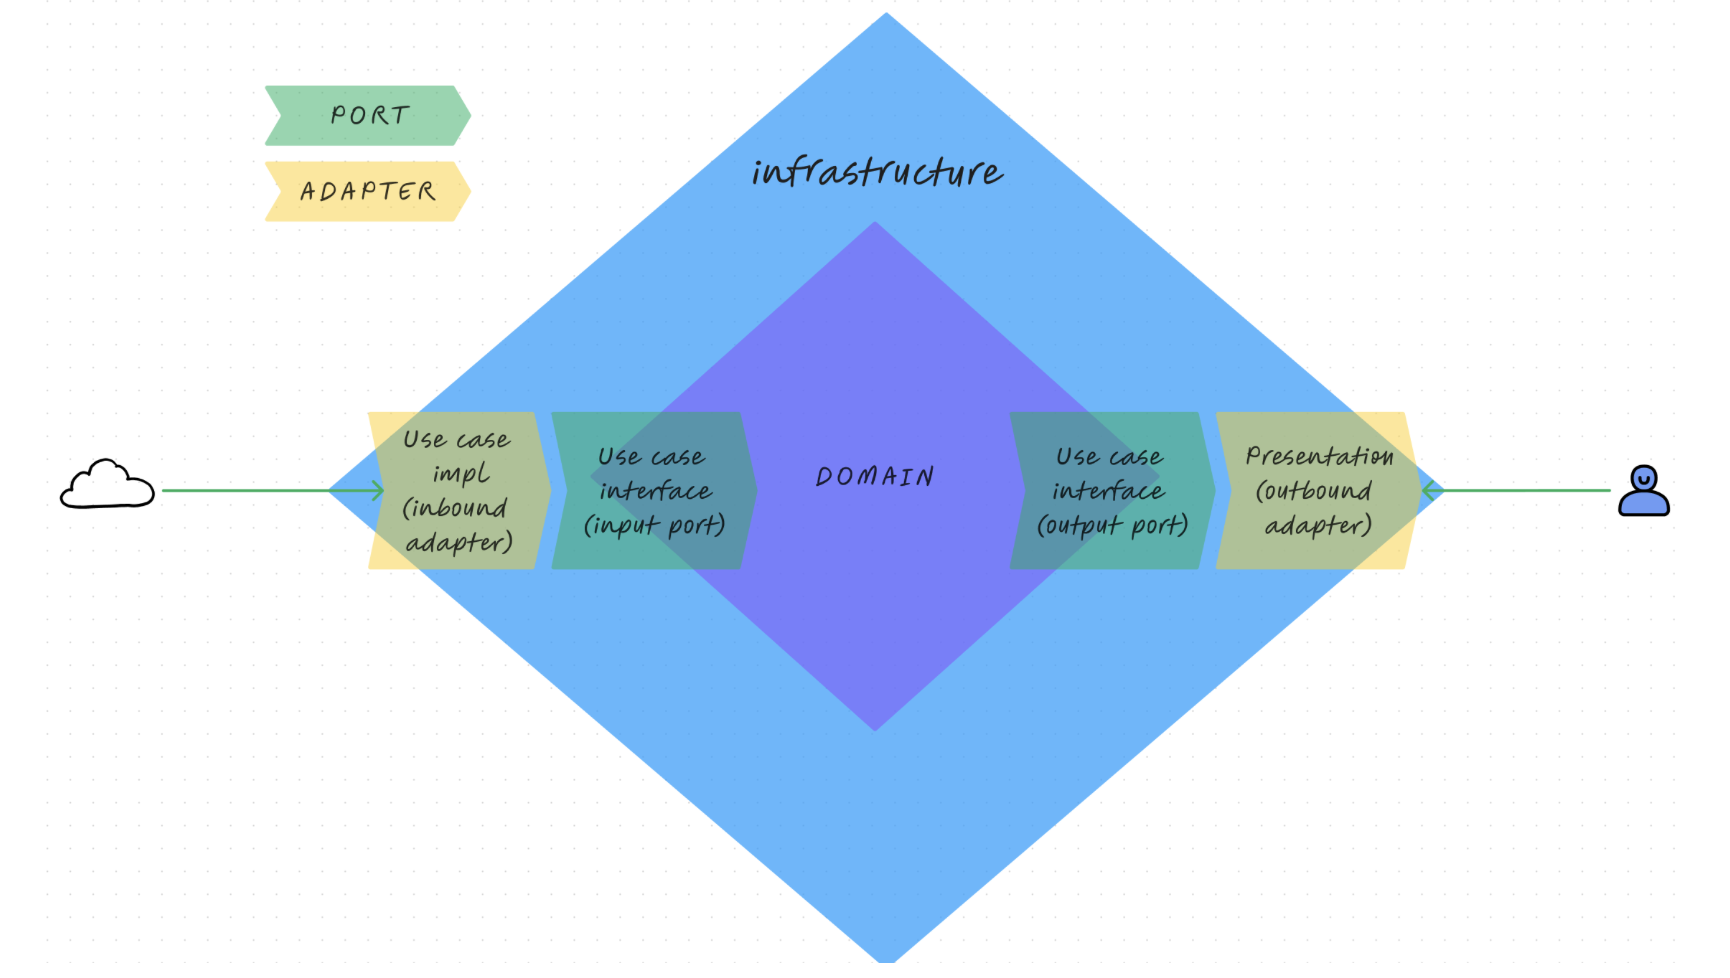 PORT
ADAPTER
infrastructure
Use case
impl
(inbound
adapter)
Use case
interface
(input port)
DOMAIN
Use case
interface
(output port)
Presentation
(outbound
adapter)